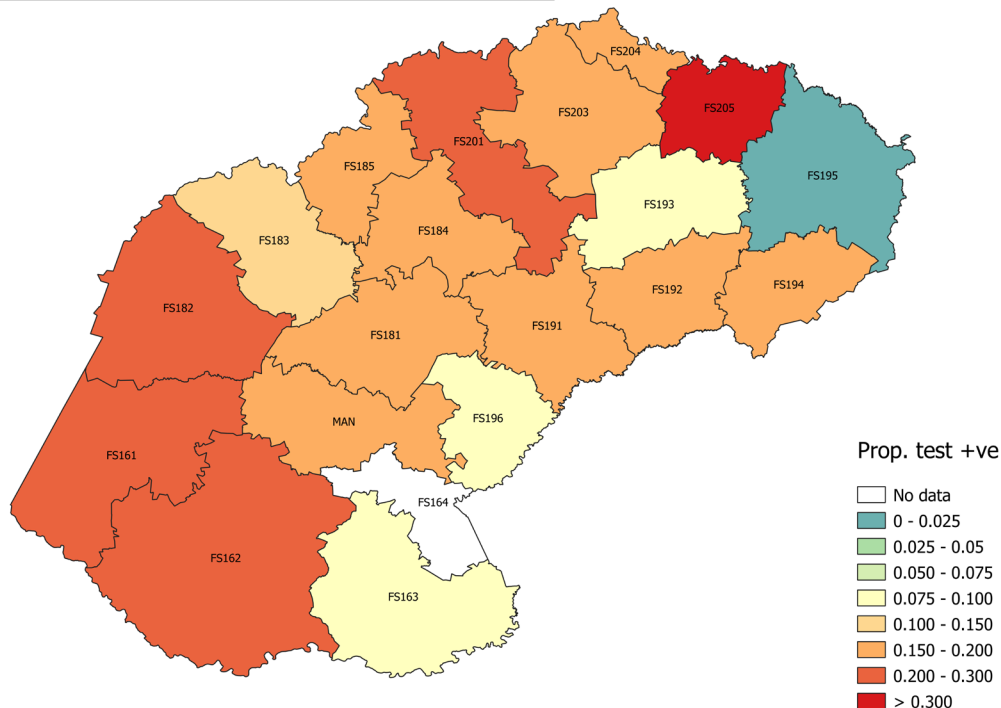 FS204
FS203
FS205
FS201
FS185
FS195
FS193
FS184
FS183
FS192
FS194
FS182
FS191
FS181
FS196
MAN
FS161
FS164
FS162
FS163
Prop. test +ve
No data
0 - 0.025
0.025 - 0.05
0.050 - 0.075
0.075 - 0.100
0.100 - 0.150
0.150 - 0.200
0.200 - 0.300
> 0.300